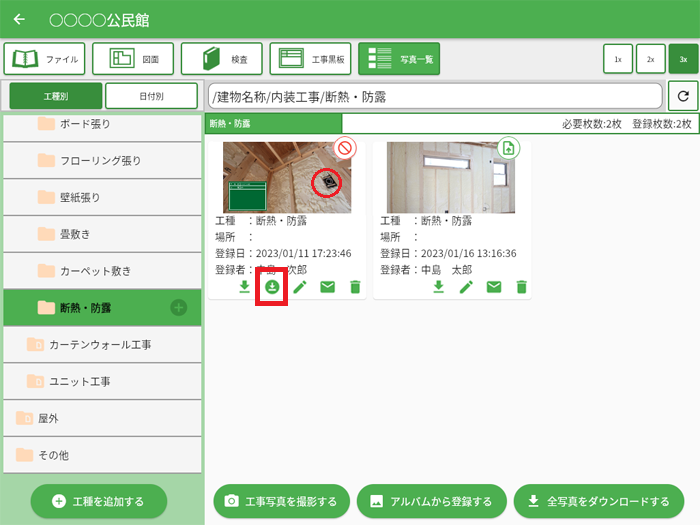 〇〇〇〇公民館
ファイル
図面
検査
工事黒板
写真一覧
1x
2x
3x
工種別
日付別
/建物名称/内装工事/断熱・防露
ボード張り
フローリング張り
壁紙張り
畳敷き
カーペット敷き
断熱・防露
カーテンウォール工事
ユニット工事
屋外
その他
工種を追加する
断熱・防露
必要枚数:2枚 登録枚数:2枚
工種 :断熱・防露
場所 :
登録日:2023/01/11 17:23:46
登録者:中島 次郎
工種 :断熱・防露
場所 :
登録日:2023/01/16 13:16:36
登録者:中島 太郎
工事写真を撮影する
アルバムから登録する
全写真をダウンロードする